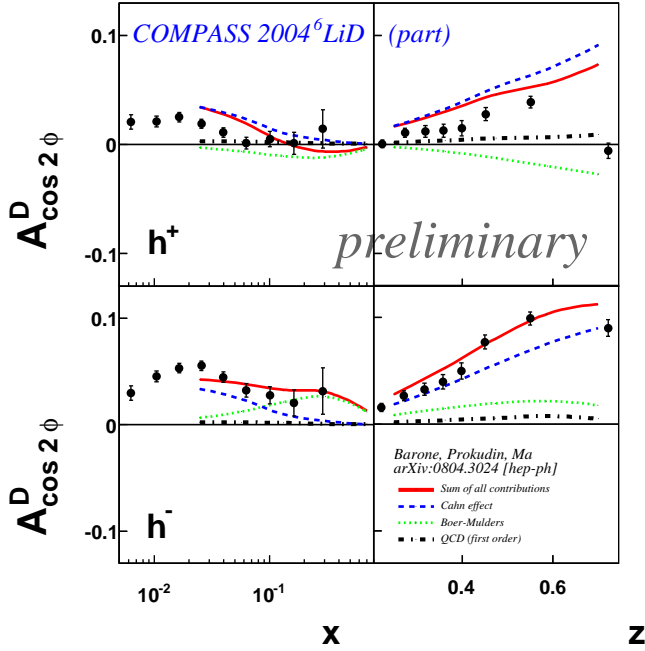 COMPASS 2004 ⁶LiD (part)
0.1
0
-0.1
A^D_cos 2 ϕ
h⁺
preliminary
0.1
0
-0.1
A^D_cos 2 ϕ
h⁻
Barone, Prokudin, Ma
arXiv:0804.3024 [hep-ph]
Sum of all contributions
Cahn effect
Boer-Mulders
QCD (first order)
10⁻² 10⁻¹ 0.4 0.6
x z